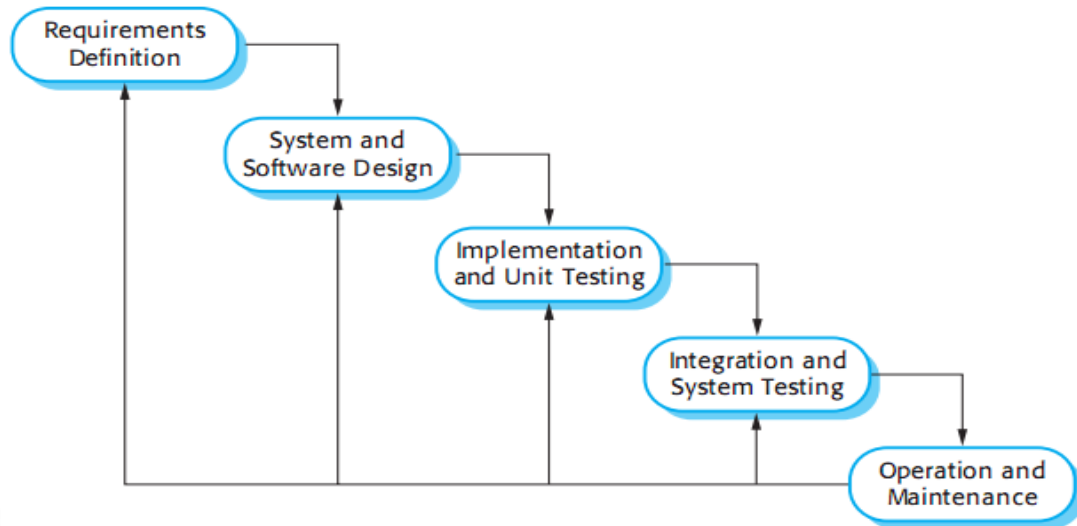 Requirements
Definition
System and
Software Design
Implementation
and Unit Testing
Integration and
System Testing
Operation and
Maintenance